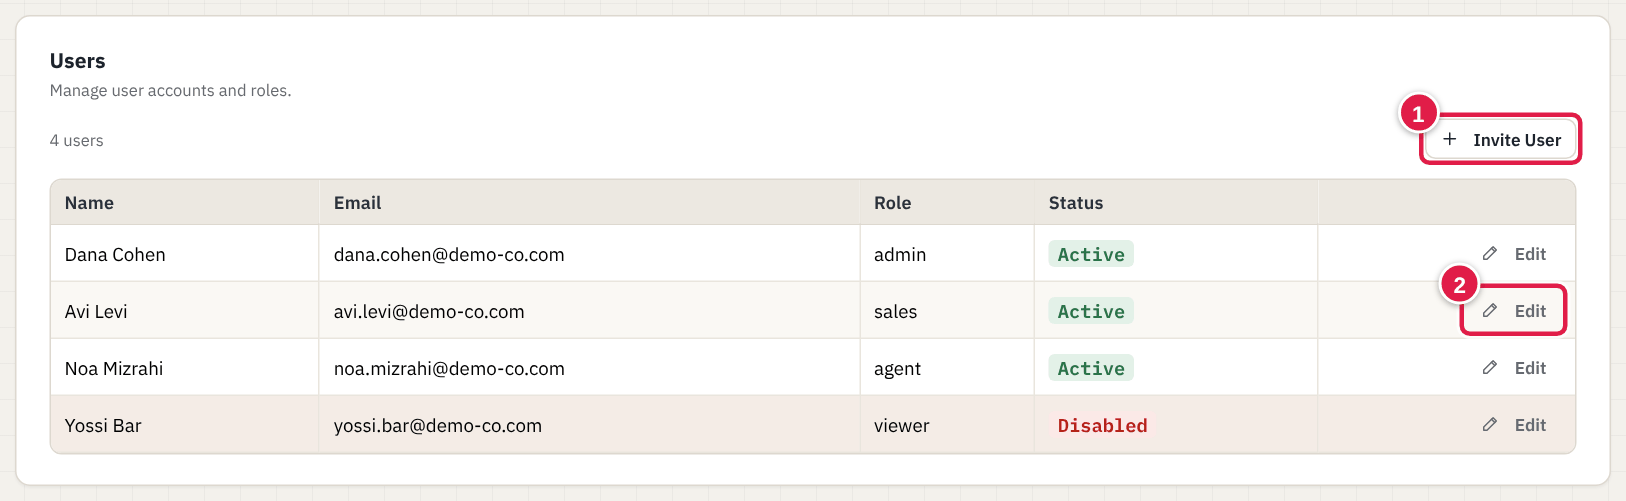 Users
Manage user accounts and roles.
4 users
1
+ Invite User
Name Email Role Status
Dana Cohen dana.cohen@demo-co.com admin Active Edit
2
Avi Levi avi.levi@demo-co.com sales Active Edit
Noa Mizrahi noa.mizrahi@demo-co.com agent Active Edit
Yossi Bar yossi.bar@demo-co.com viewer Disabled Edit